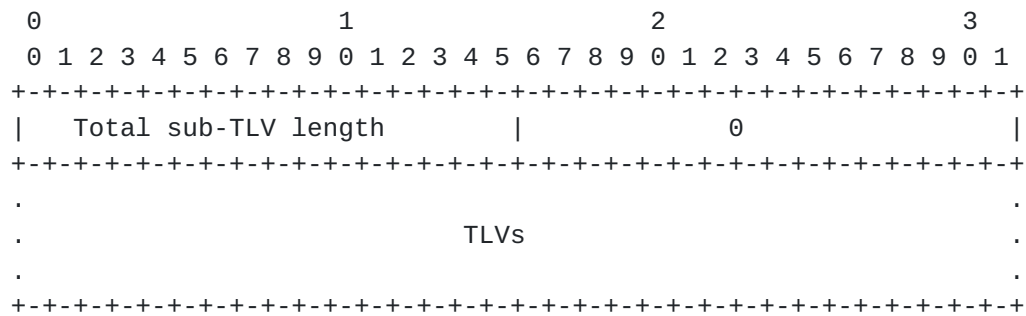 0                   1                   2                   3
 0 1 2 3 4 5 6 7 8 9 0 1 2 3 4 5 6 7 8 9 0 1 2 3 4 5 6 7 8 9 0 1
+-+-+-+-+-+-+-+-+-+-+-+-+-+-+-+-+-+-+-+-+-+-+-+-+-+-+-+-+-+-+-+-+
|   Total sub-TLV length        |             0                 |
+-+-+-+-+-+-+-+-+-+-+-+-+-+-+-+-+-+-+-+-+-+-+-+-+-+-+-+-+-+-+-+-+
.                                                               .
.                            TLVs                               .
.                                                               .
+-+-+-+-+-+-+-+-+-+-+-+-+-+-+-+-+-+-+-+-+-+-+-+-+-+-+-+-+-+-+-+-+